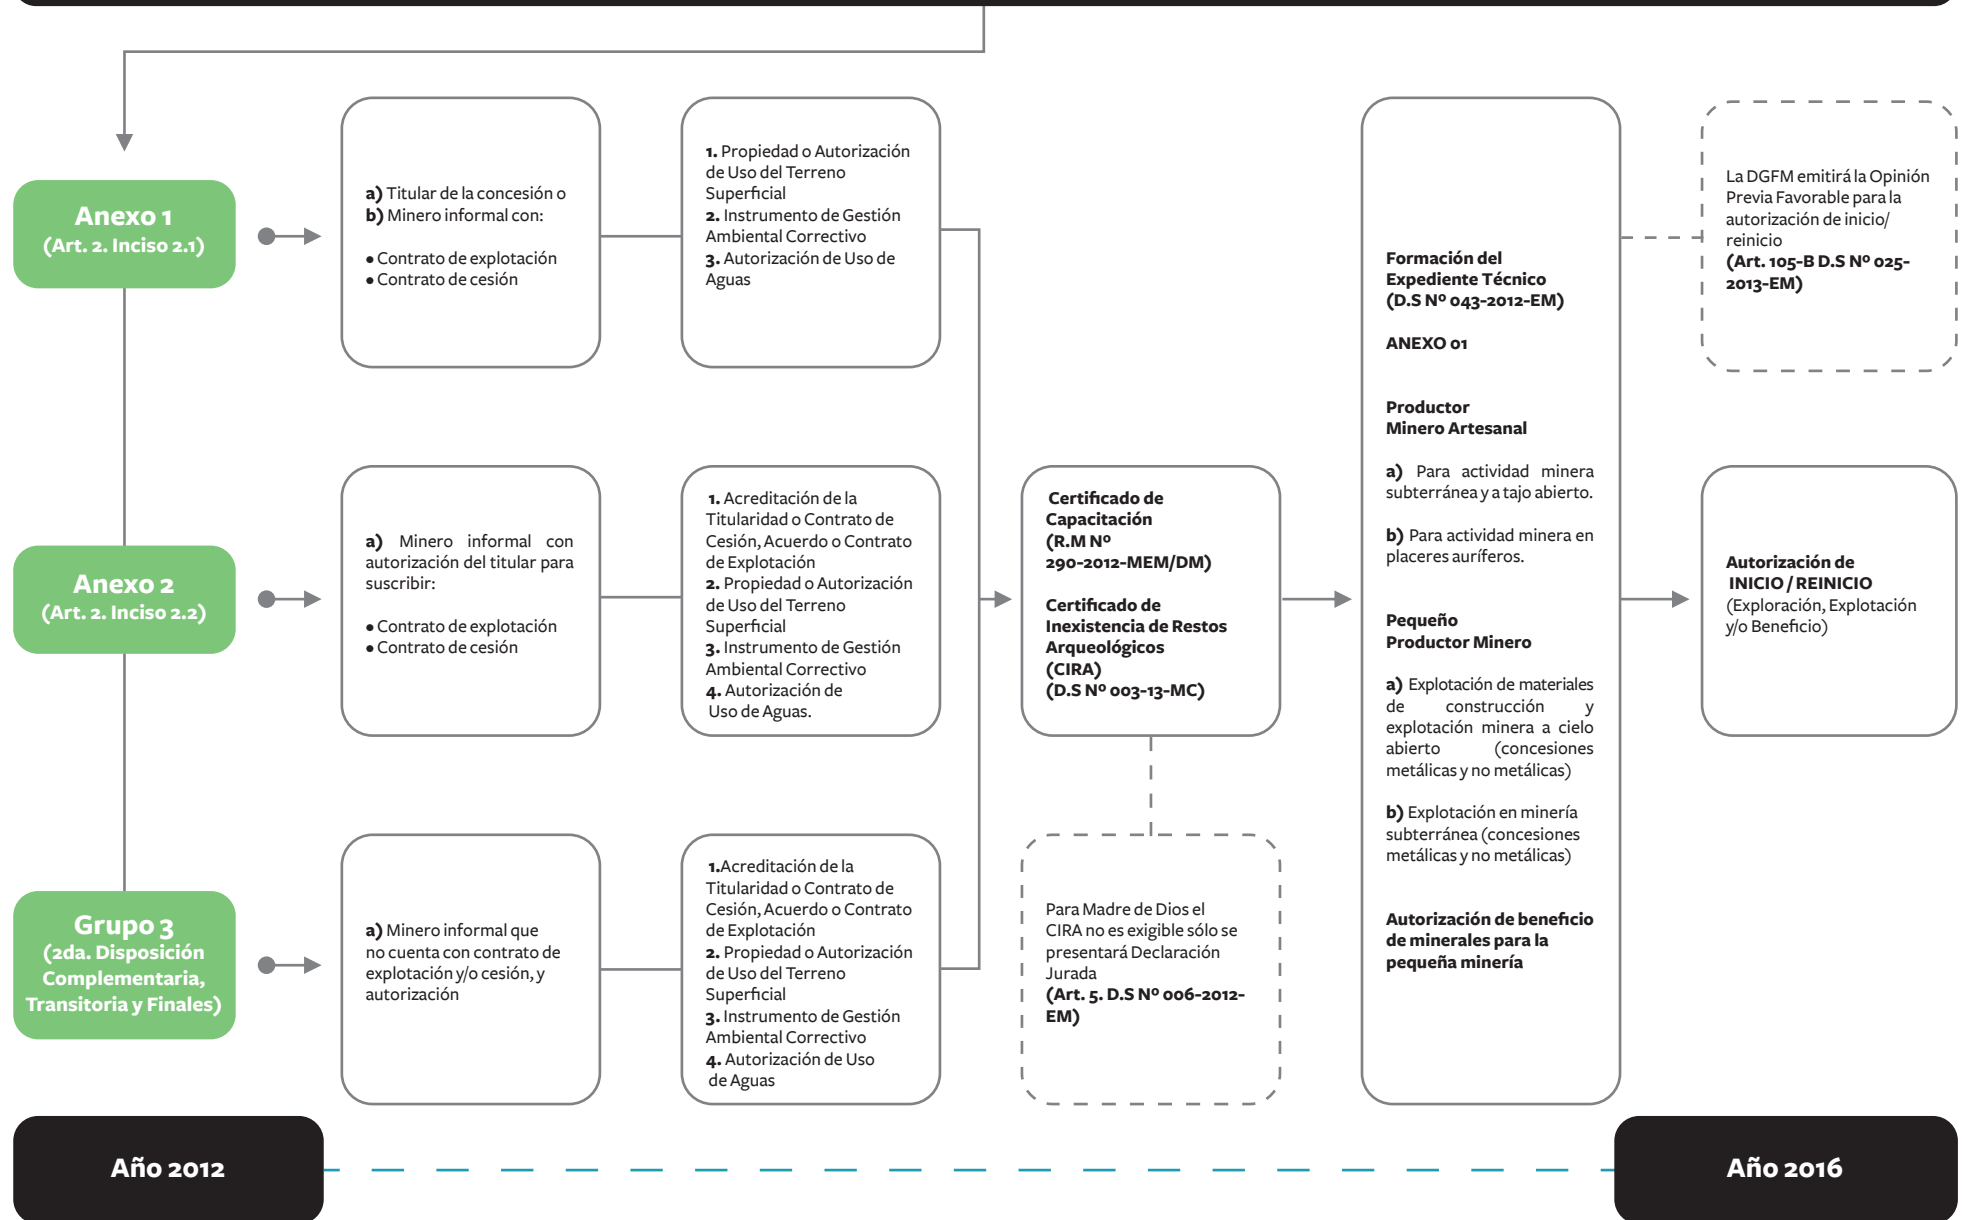 Anexo 1
(Art. 2. Inciso 2.1)
a) Titular de la concesión o
b) Minero informal con:
• Contrato de explotación
• Contrato de cesión
1. Propiedad o Autorización
de Uso del Terreno
Superficial
2. Instrumento de Gestión
Ambiental Correctivo
3. Autorización de Uso de
Aguas
Anexo 2
(Art. 2. Inciso 2.2)
a) Minero informal con
autorización del titular para
suscribir:
• Contrato de explotación
• Contrato de cesión
1. Acreditación de la
Titularidad o Contrato de
Cesión, Acuerdo o Contrato
de Explotación
2. Propiedad o Autorización
de Uso del Terreno
Superficial
3. Instrumento de Gestión
Ambiental Correctivo
4. Autorización de
Uso de Aguas.
Grupo 3
(2da. Disposición
Complementaria,
Transitoria y Finales)
a) Minero informal que
no cuenta con contrato de
explotación y/o cesión, y
autorización
1.Acreditación de la
Titularidad o Contrato de
Cesión, Acuerdo o Contrato
de Explotación
2. Propiedad o Autorización
de Uso del Terreno
Superficial
3. Instrumento de Gestión
Ambiental Correctivo
4. Autorización de Uso
de Aguas
Certificado de
Capacitación
(R.M Nº
290-2012-MEM/DM)
Certificado de
Inexistencia de Restos
Arqueológicos
(CIRA)
(D.S Nº 003-13-MC)
Para Madre de Dios el
CIRA no es exigible sólo se
presentará Declaración
Jurada
(Art. 5. D.S Nº 006-2012-
EM)
Formación del
Expediente Técnico
(D.S Nº 043-2012-EM)
ANEXO 01
Productor
Minero Artesanal
a) Para actividad minera
subterránea y a tajo abierto.
b) Para actividad minera en
placeres auríferos.
Pequeño
Productor Minero
a) Explotación de materiales
de construcción y
explotación minera a cielo
abierto (concesiones
metálicas y no metálicas)
b) Explotación en minería
subterránea (concesiones
metálicas y no metálicas)
Autorización de beneficio
de minerales para la
pequeña minería
La DGFM emitirá la Opinión
Previa Favorable para la
autorización de inicio/
reinicio
(Art. 105-B D.S Nº 025-
2013-EM)
Autorización de
INICIO / REINICIO
(Exploración, Explotación
y/o Beneficio)
Año 2012
Año 2016